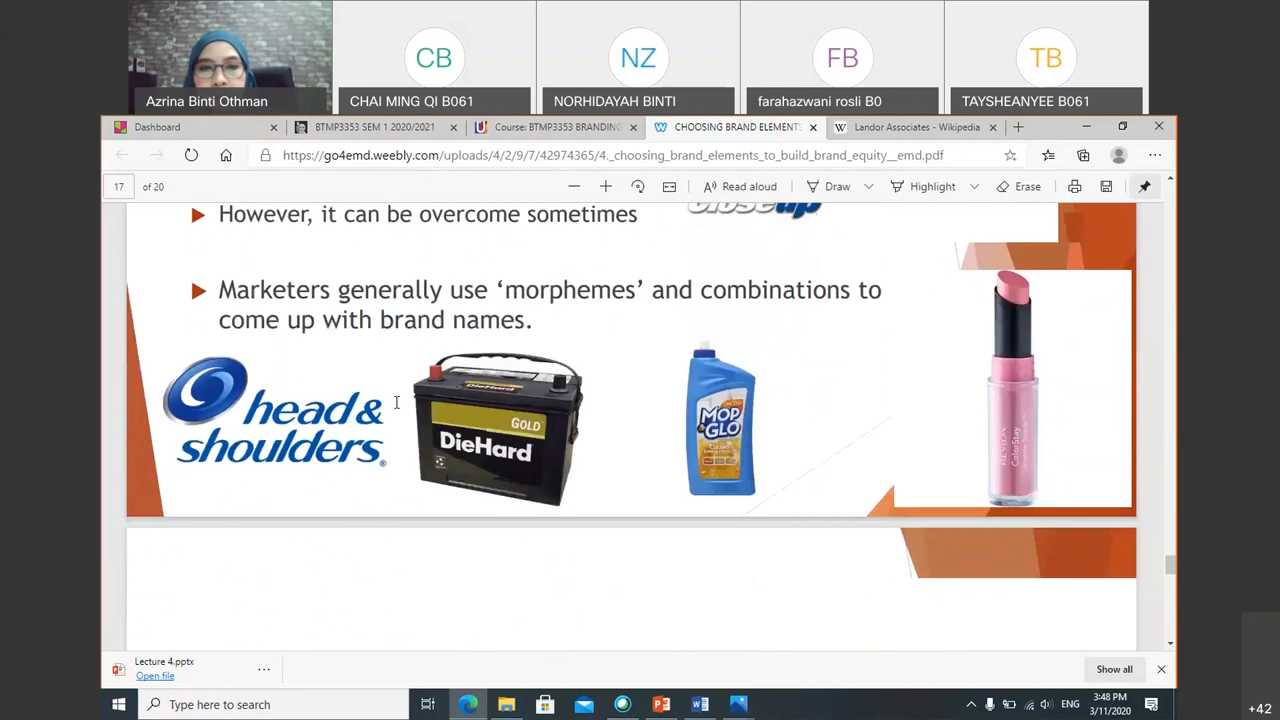 CB
NZ
FB
TB
Azrina Binti Othman
CHAI MING QI B061
NORHIDAYAH BINTI
farahazwani rosli B0
TAYSHEANYEE B061
Dashboard
BTMP3353 SEM 1 2020/2021
Course: BTMP3353 BRANDING
CHOOSING BRAND ELEMENTS
Landor Associates - Wikipedia
https://go4emd.weebly.com/uploads/4/2/9/7/42974365/4._choosing_brand_elements_to_build_brand_equity__emd.pdf
17 of 20
Read aloud
Draw
Highlight
Erase
closeup
However, it can be overcome sometimes
Marketers generally use ‘morphemes’ and combinations to
come up with brand names.
head &
shoulders®
DieHard
GOLD
DieHard
MOP
GLO
REVLON
ColorStay
Lecture 4.pptx
Open file
Show all
Type here to search
ENG
3:48 PM
3/11/2020
+42